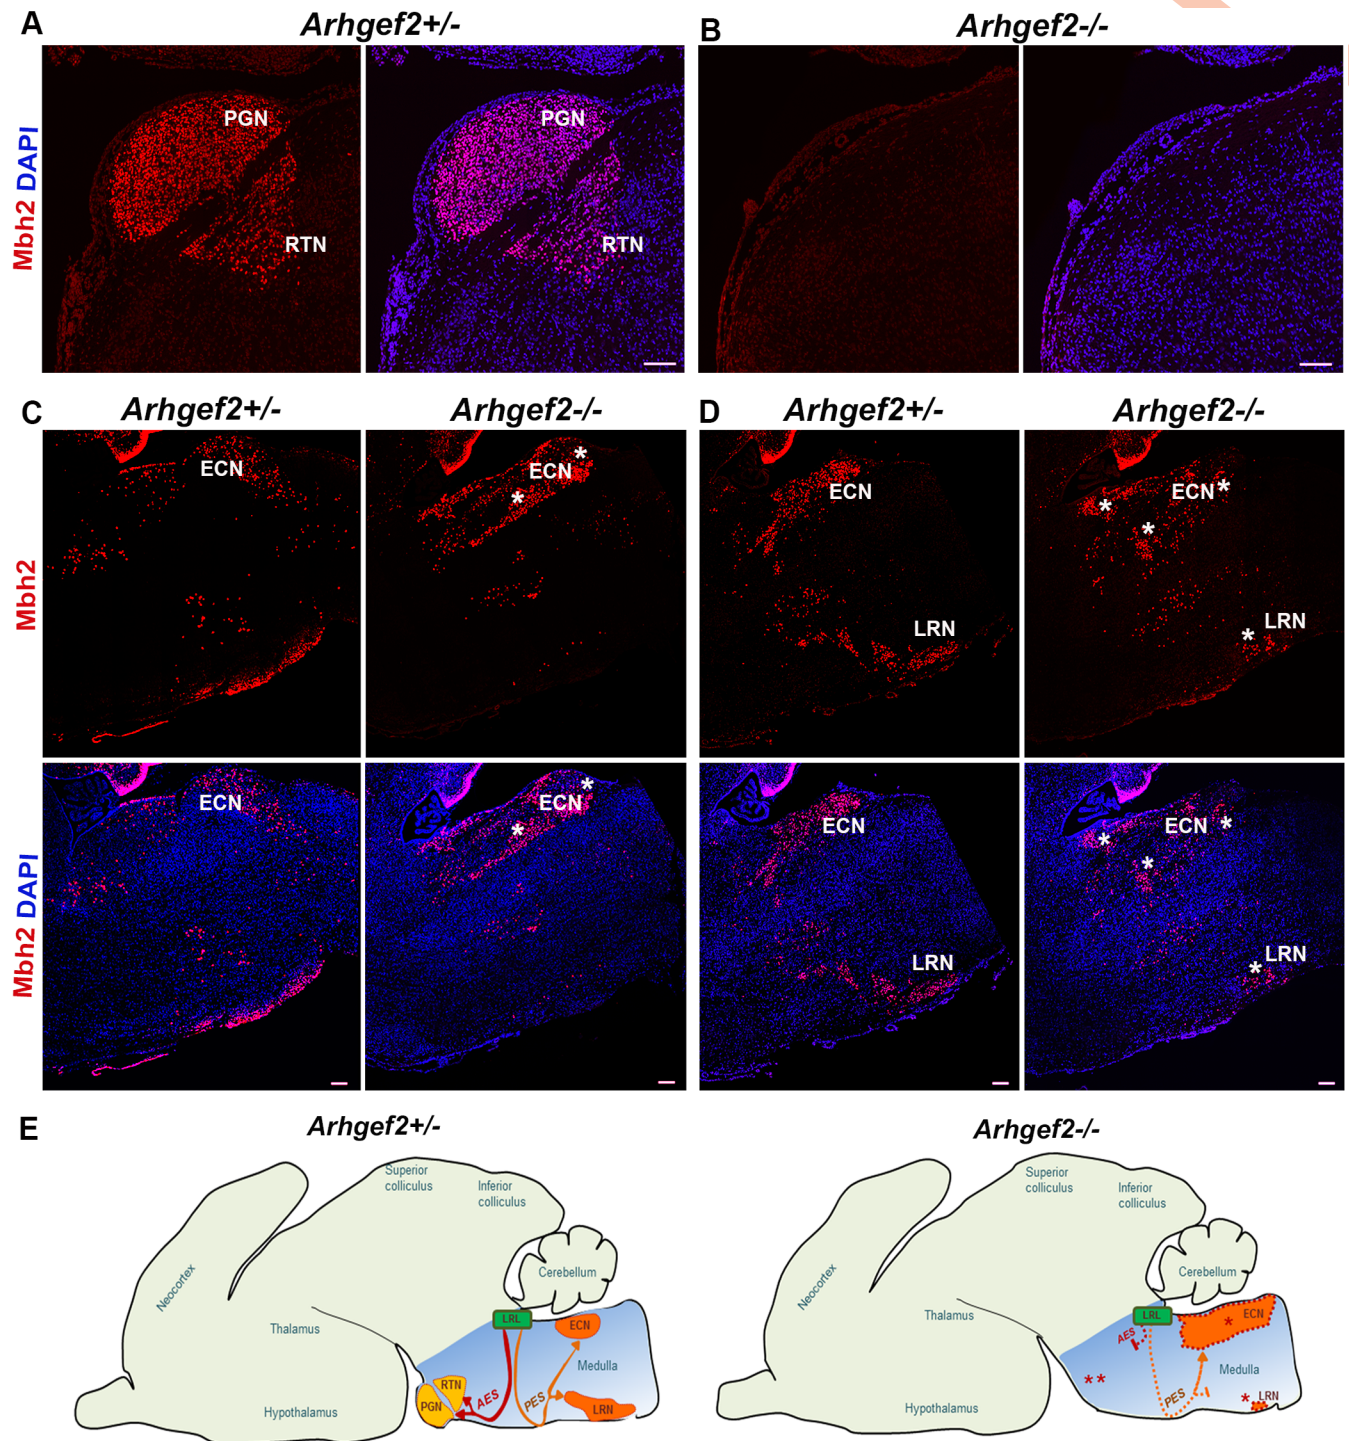 A
Arhgef2+/-
B
Arhgef2-/-
Mbh2 DAPI
PGN
PGN
RTN
RTN
C
Arhgef2+/-
Arhgef2-/-
D
Arhgef2+/-
Arhgef2-/-
Mbh2
ECN
ECN
*
*
ECN
LRN
ECN
*
*
*
LRN
*
Mbh2 DAPI
ECN
ECN
*
*
ECN
LRN
ECN
*
*
*
LRN
*
E
Arhgef2+/-
Superior
colliculus
Inferior
colliculus
Neocortex
Cerebellum
Thalamus
LRL
ECN
Medulla
RTN
PGN
AES
PES
LRN
Hypothalamus
Arhgef2-/-
Superior
colliculus
Inferior
colliculus
Neocortex
Cerebellum
Thalamus
LRL
* ECN
AES
Medulla
**
PES
* LRN
Hypothalamus